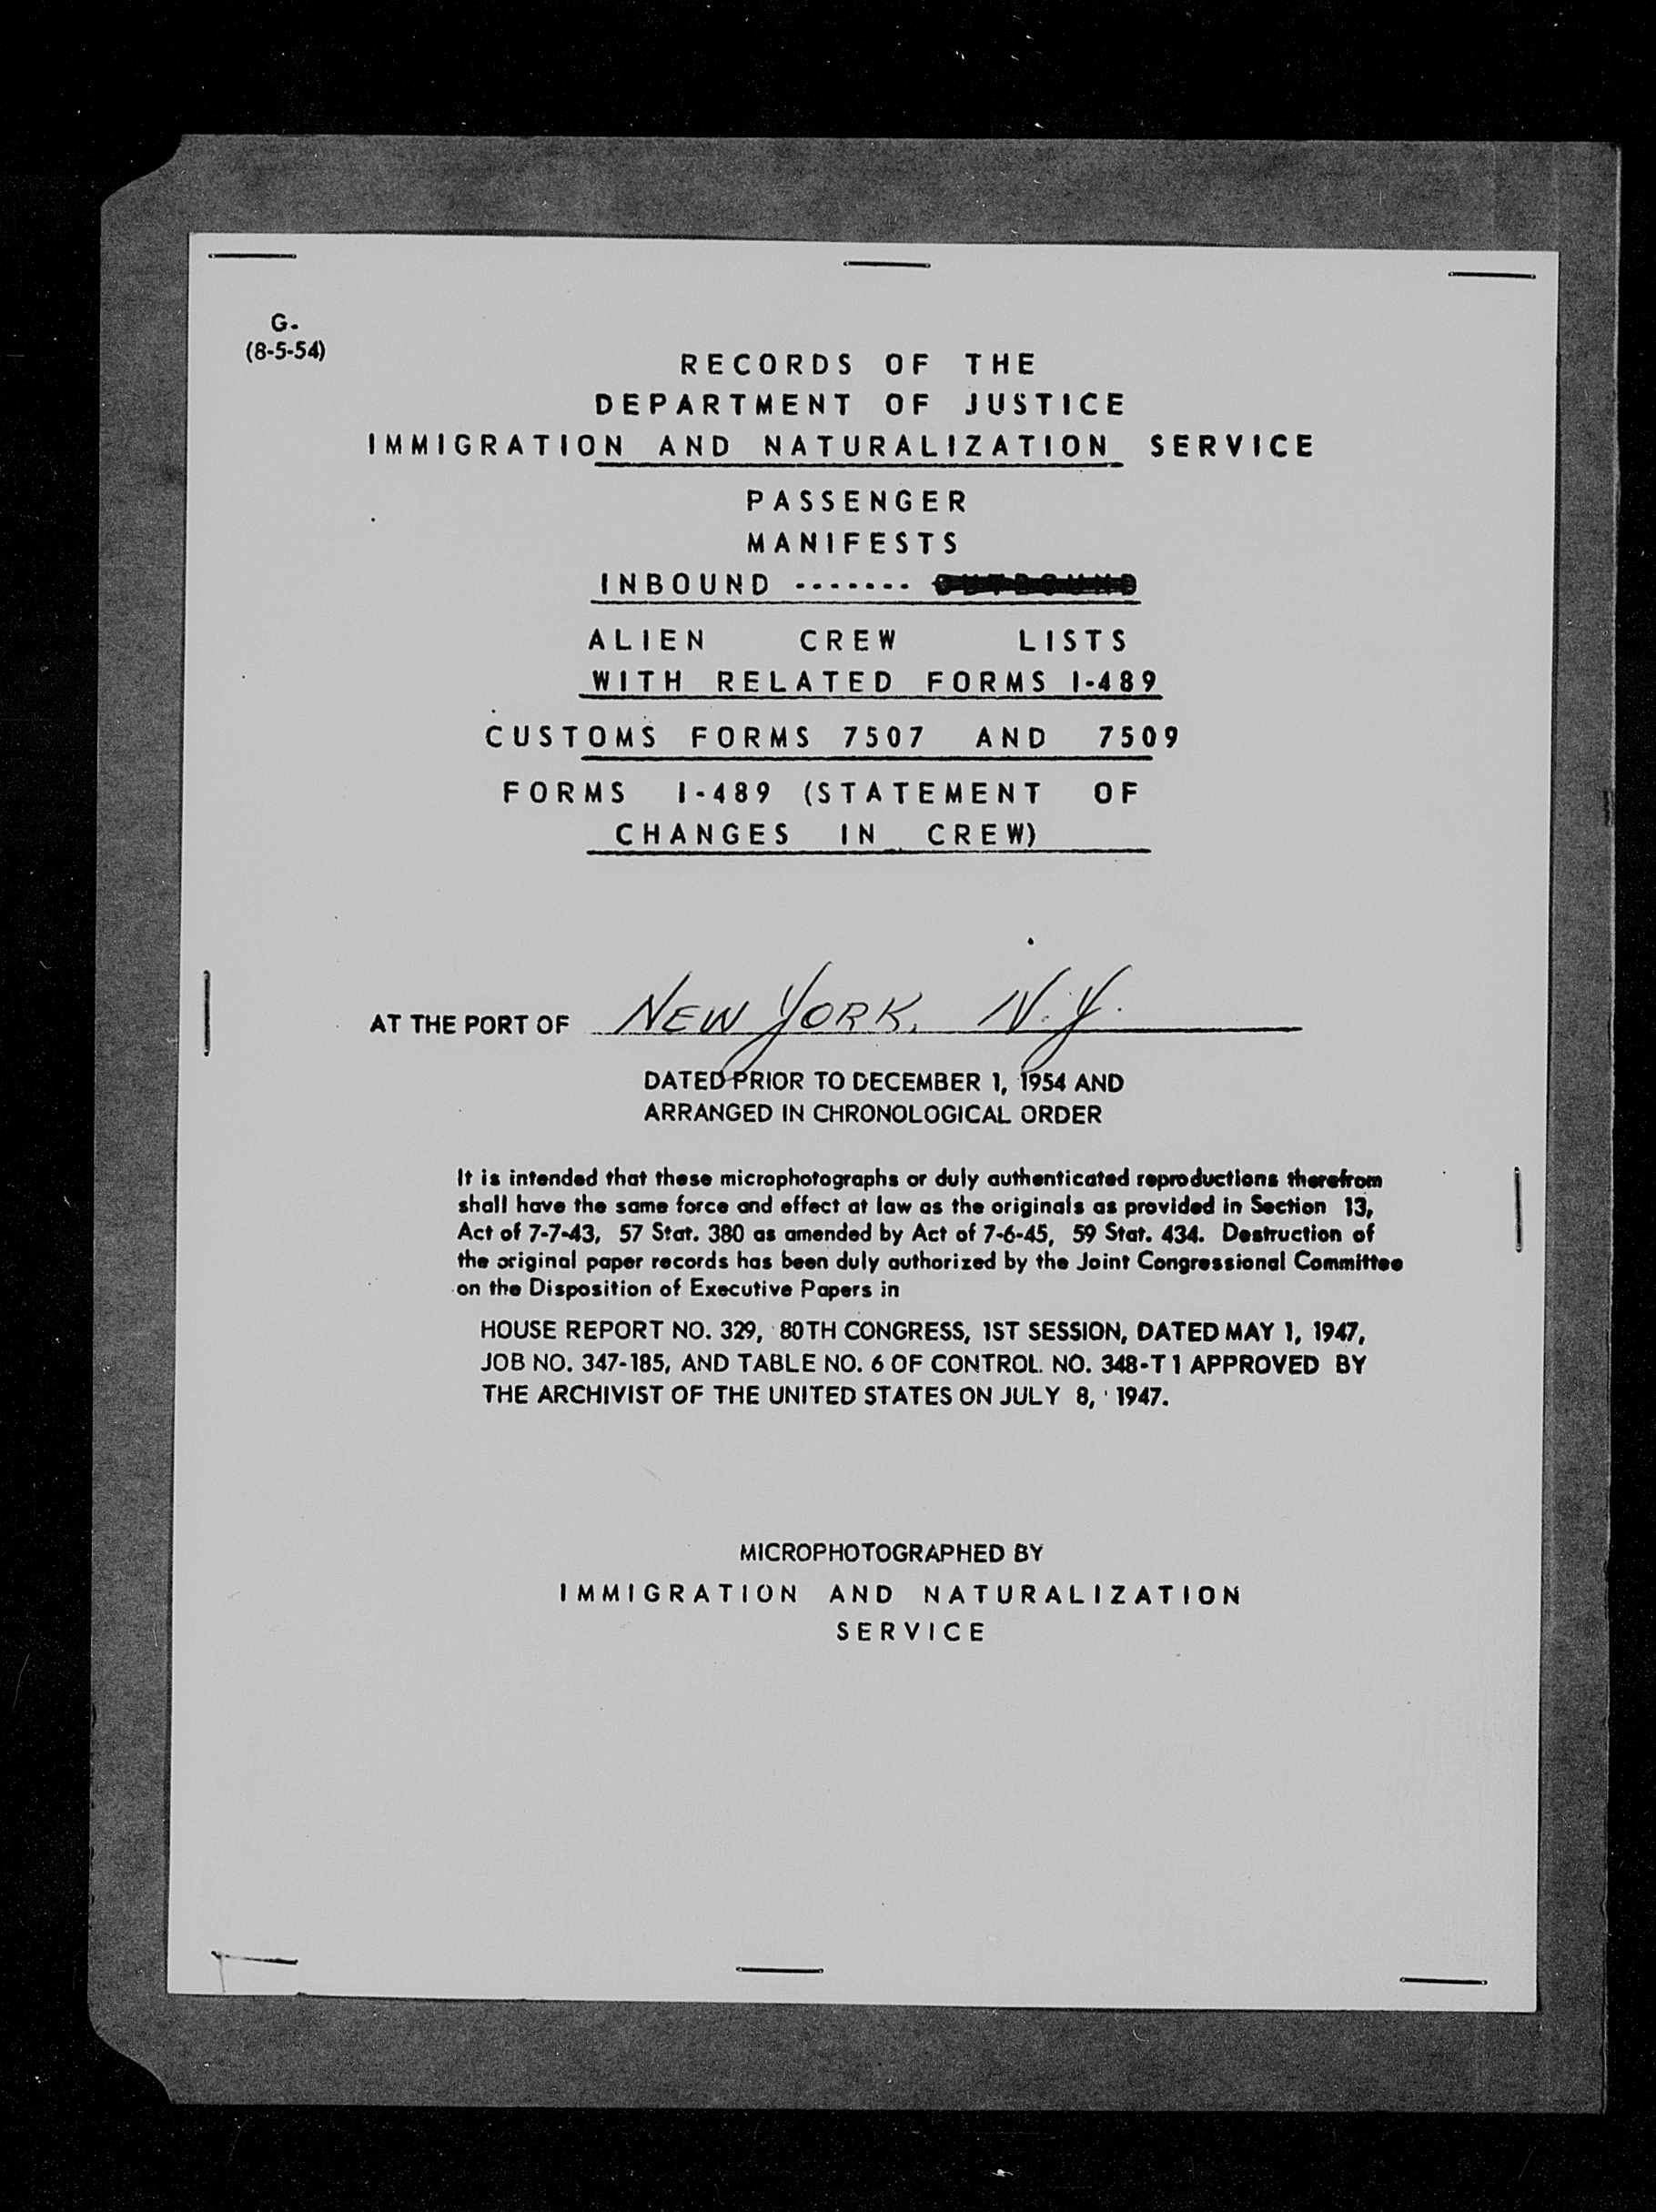 G-
(8-5-54)
RECORDS OF THE
DEPARTMENT OF JUSTICE
IMMIGRATION AND NATURALIZATION SERVICE
PASSENGER
MANIFESTS
INBOUND -------
ALIEN CREW LISTS
WITH RELATED FORMS I-489
CUSTOMS FORMS 7507 AND 7509
FORMS I-489 (STATEMENT OF
CHANGES IN CREW)
AT THE PORT OF NEW YORK, N.Y.
DATED PRIOR TO DECEMBER 1, 1954 AND
ARRANGED IN CHRONOLOGICAL ORDER
It is intended that these microphotographs or duly authenticated reproductions therefrom
shall have the same force and effect at law as the originals as provided in Section 13,
Act of 7-7-43, 57 Stat. 380 as amended by Act of 7-6-45, 59 Stat. 434. Destruction of
the original paper records has been duly authorized by the Joint Congressional Committee
on the Disposition of Executive Papers in
HOUSE REPORT NO. 329, 80TH CONGRESS, 1ST SESSION, DATED MAY 1, 1947,
JOB NO. 347-185, AND TABLE NO. 6 OF CONTROL. NO. 348-T1 APPROVED BY
THE ARCHIVIST OF THE UNITED STATES ON JULY 8, 1947.
MICROPHOTOGRAPHED BY
IMMIGRATION AND NATURALIZATION
SERVICE